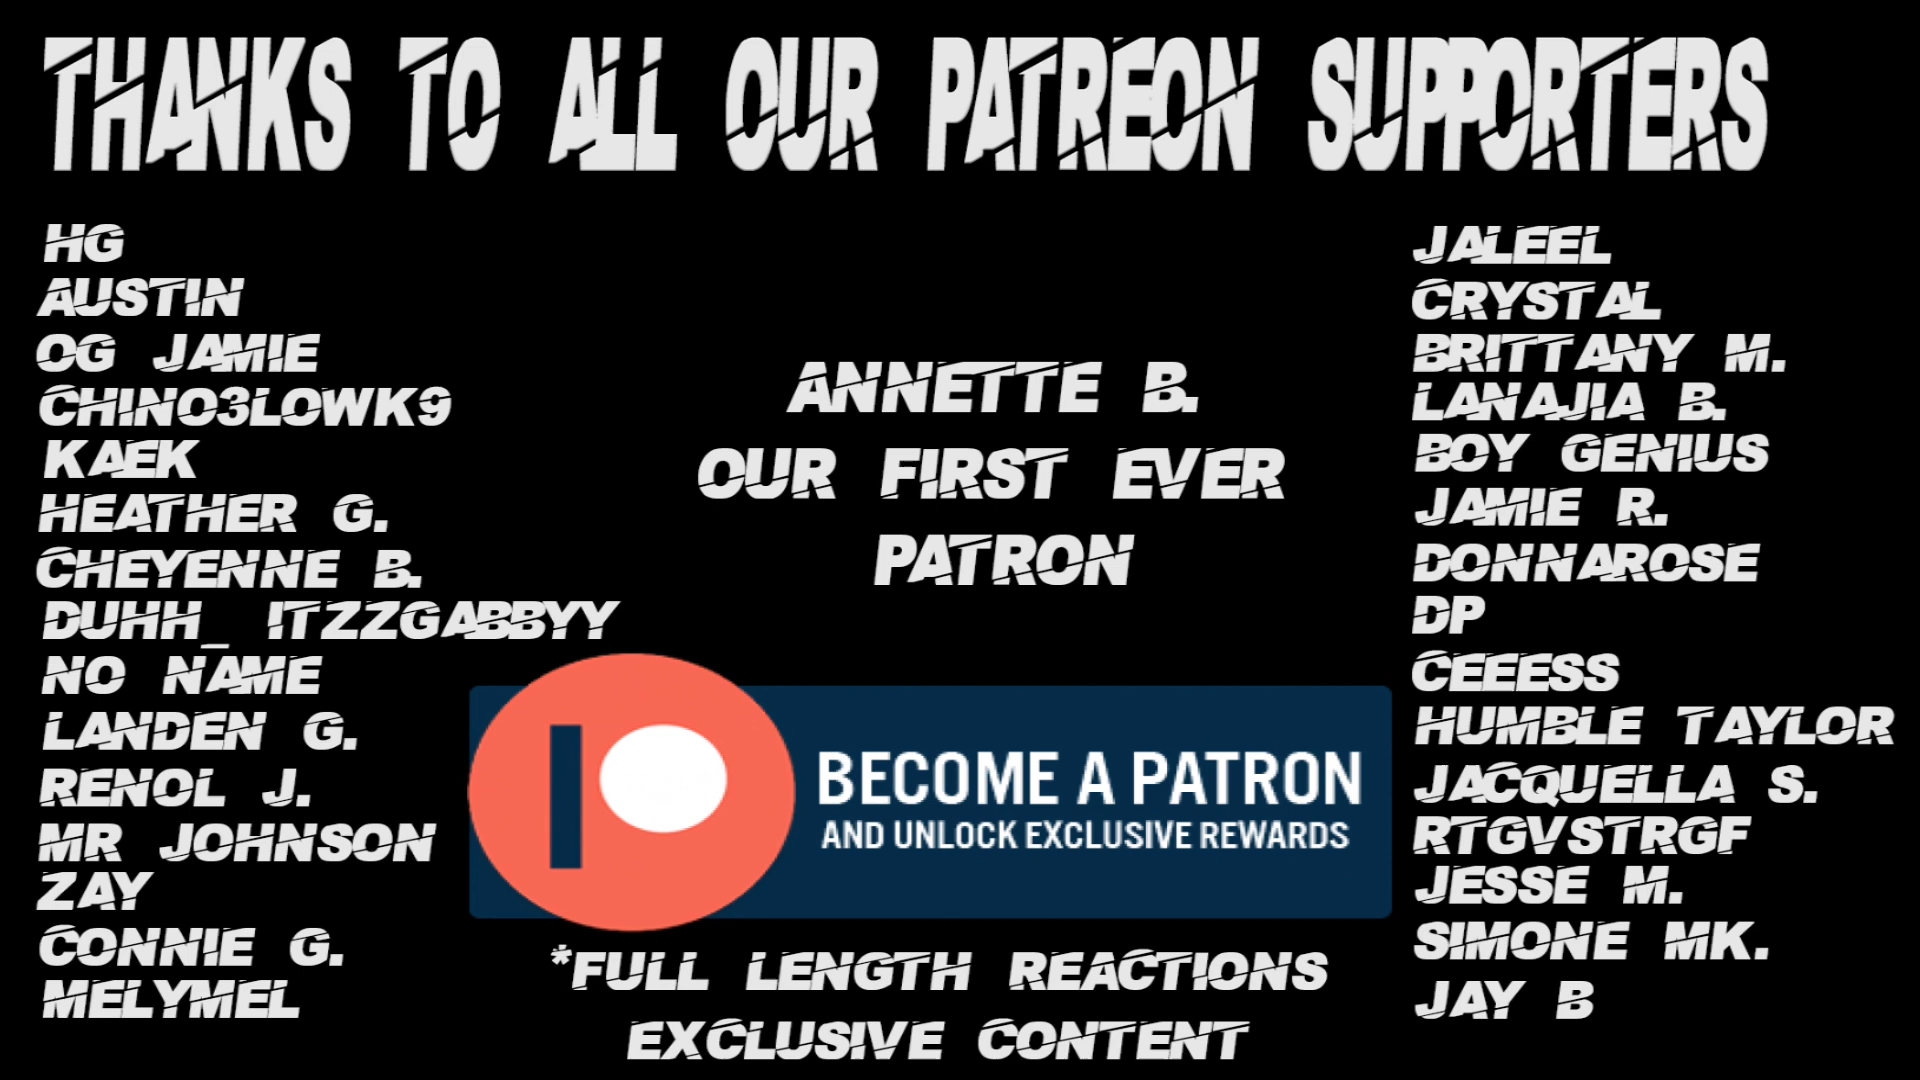 THANKS TO ALL OUR PATREON SUPPORTERS
HG
AUSTIN
OG JAMIE
CHINO3LOWK9
KAEK
HEATHER G.
CHEYENNE B.
DUHH_ITZZGABBYY
NO NAME
LANDEN G.
RENOL J.
MR JOHNSON
ZAY
CONNIE G.
MELYMEL
ANNETTE B.
OUR FIRST EVER
PATRON
BECOME A PATRON
AND UNLOCK EXCLUSIVE REWARDS
*FULL LENGTH REACTIONS
EXCLUSIVE CONTENT
JALEEL
CRYSTAL
BRITTANY M.
LANAJIA B.
BOY GENIUS
JAMIE R.
DONNAROSE
DP
CEEESS
HUMBLE TAYLOR
JACQUELLA S.
RTGVSTRGF
JESSE M.
SIMONE MK.
JAY B